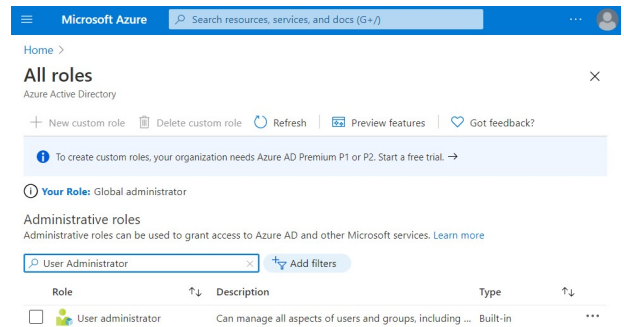 Microsoft Azure
Search resources, services, and docs (G+/)
...
Home >
All roles
Azure Active Directory
+ New custom role Delete custom role Refresh Preview features Got feedback?
To create custom roles, your organization needs Azure AD Premium P1 or P2. Start a free trial. →
Your Role: Global administrator
Administrative roles
Administrative roles can be used to grant access to Azure AD and other Microsoft services. Learn more
User Administrator
Add filters
Role ↑↓ Description Type ↑↓
User administrator Can manage all aspects of users and groups, including ... Built-in ...